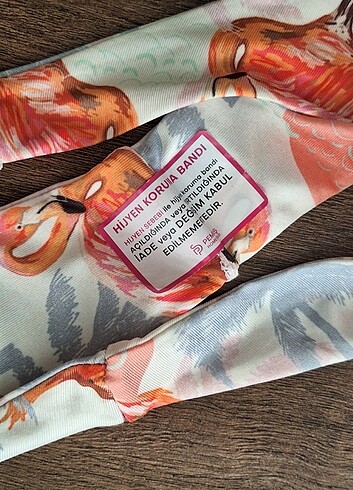 HİJYEN KORUMA BANDI
HİJYEN SEBEBİ ile hijyen koruma bandı
AÇILDIĞINDA veya YIRTILDIĞINDA
İADE veya DEĞİŞİM KABUL
EDİLMEMEKTEDİR.